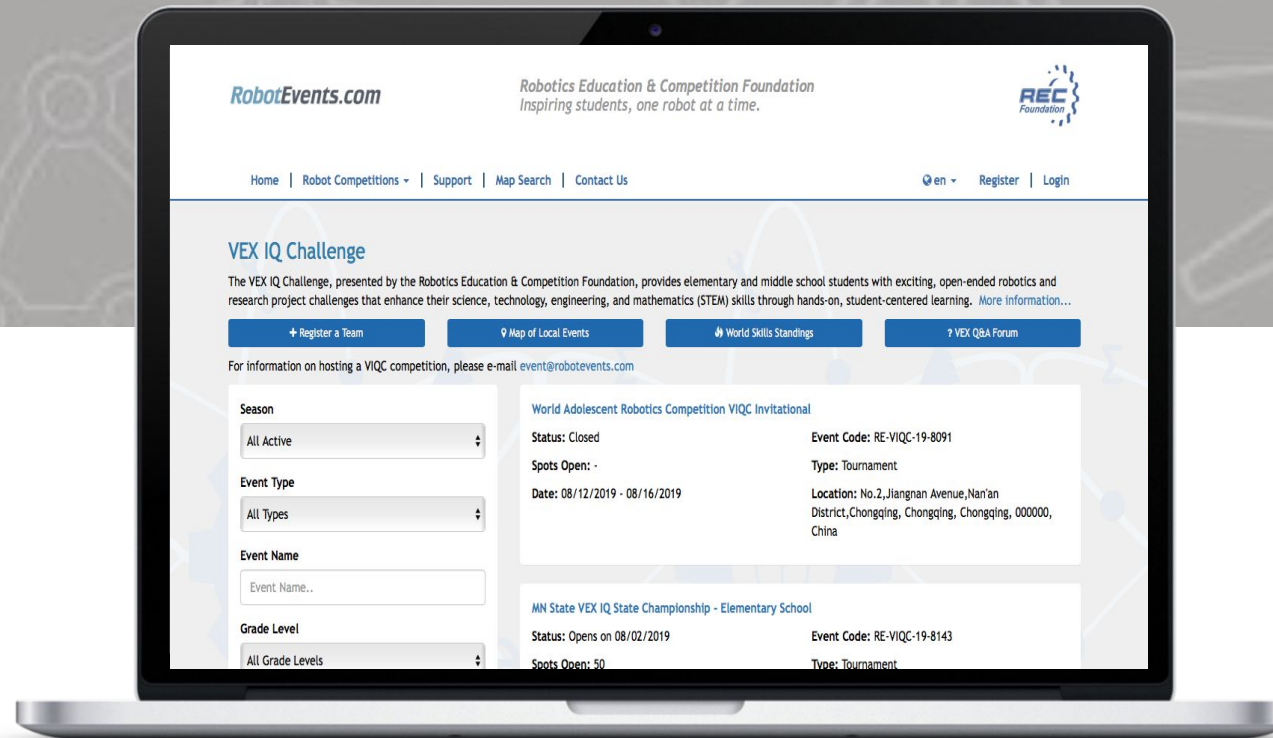 RobotEvents.com
Robotics Education & Competition Foundation
Inspiring students, one robot at a time.
REC
Foundation
Home | Robot Competitions | Support | Map Search | Contact Us
en Register | Login
VEX IQ Challenge
The VEX IQ Challenge, presented by the Robotics Education & Competition Foundation, provides elementary and middle school students with exciting, open-ended robotics and
research project challenges that enhance their science, technology, engineering, and mathematics (STEM) skills through hands-on, student-centered learning. More information...
+ Register a Team
Map of Local Events
World Skills Standings
? VEX Q&A Forum
For information on hosting a VIQC competition, please e-mail event@robotevents.com
Season
All Active
Event Type
All Types
Event Name
Event Name..
Grade Level
All Grade Levels
World Adolescent Robotics Competition VIQC Invitational
Status: Closed
Event Code: RE-VIQC-19-8091
Spots Open: -
Type: Tournament
Date: 08/12/2019 - 08/16/2019
Location: No.2,Jiangnan Avenue,Nan'an
District,Chongqing, Chongqing, Chongqing, 000000,
China
MN State VEX IQ State Championship - Elementary School
Status: Opens on 08/02/2019
Event Code: RE-VIQC-19-8143
Spots Open: 50
Type: Tournament